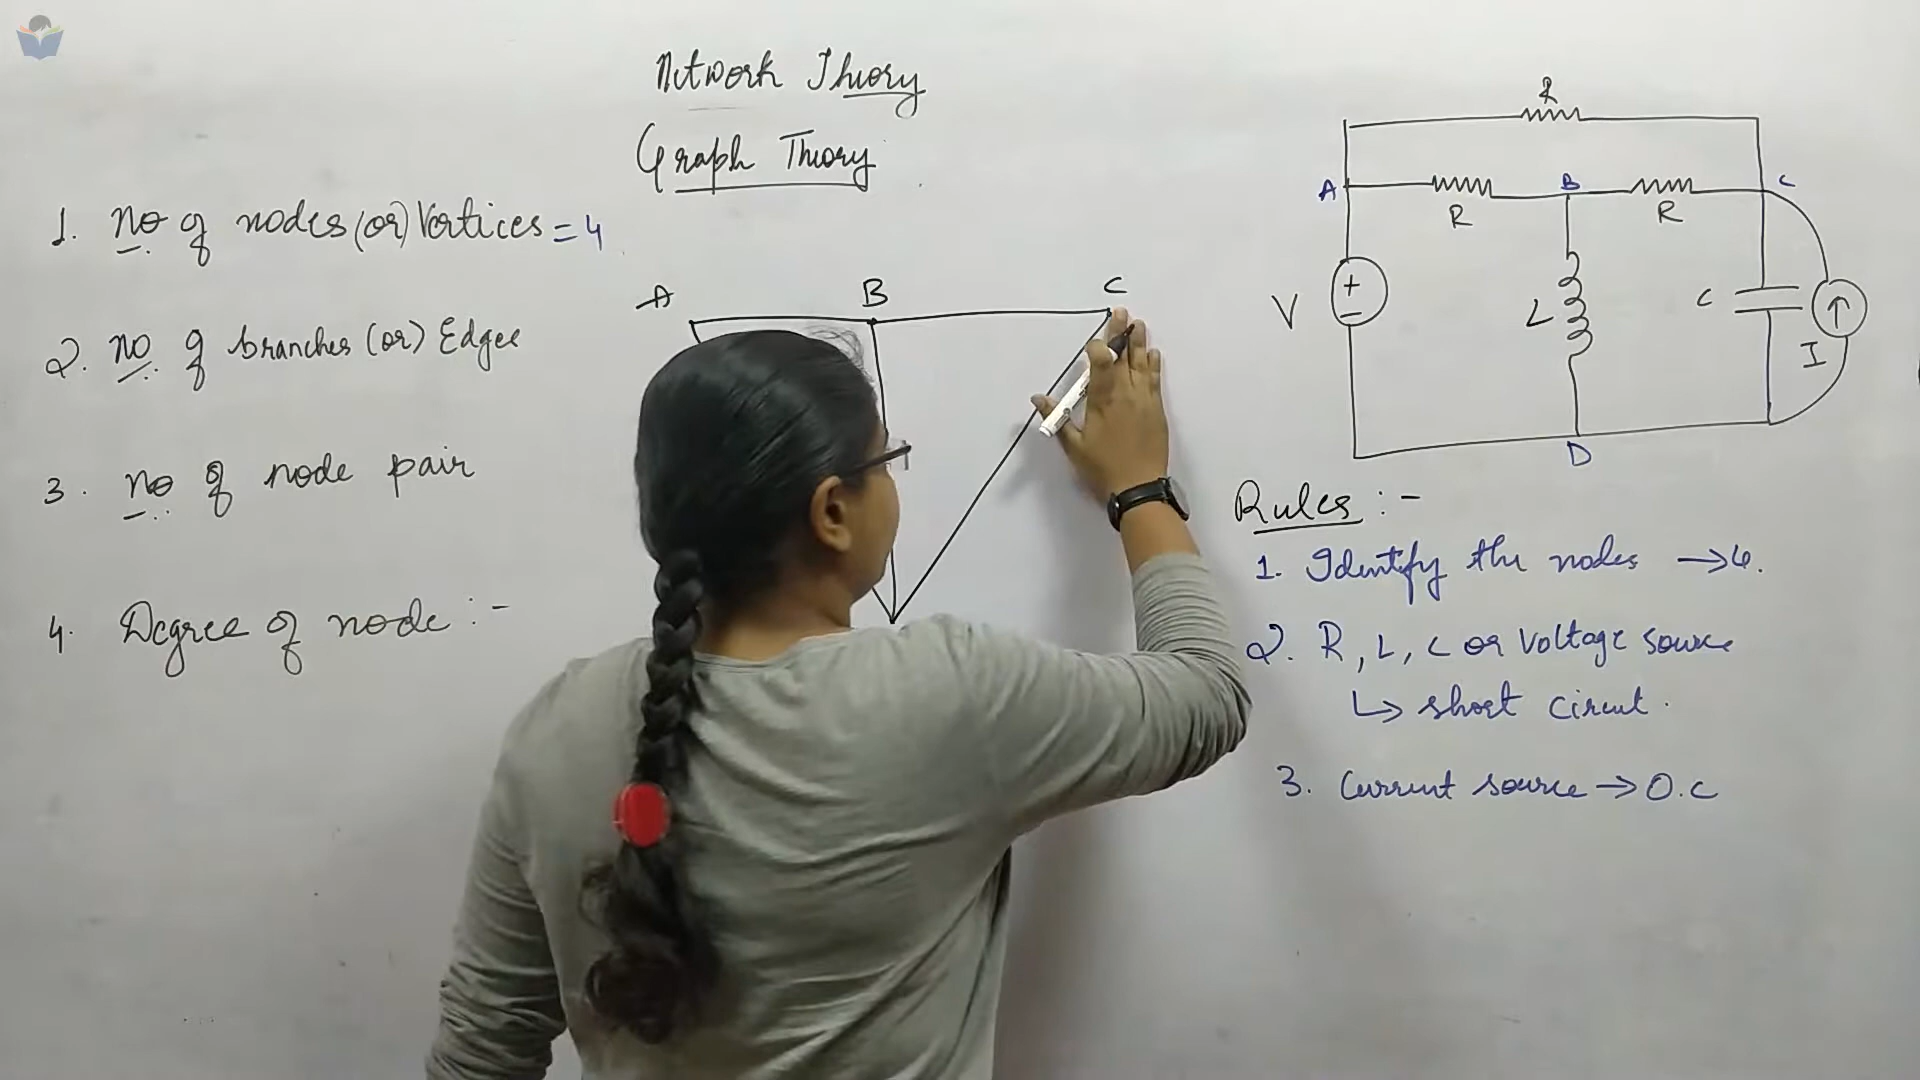 Network Theory
Graph Theory
1. no of nodes (or) Vertices = 4
2. no of branches (or) Edges
3. no of node pair
4. Degree of node :-
A B C
R
A B C
R R
V + - L C I
D
Rules :-
1. Identify the nodes → 4.
2. R, L, C or Voltage source
↳ short circuit.
3. Current source → O.C